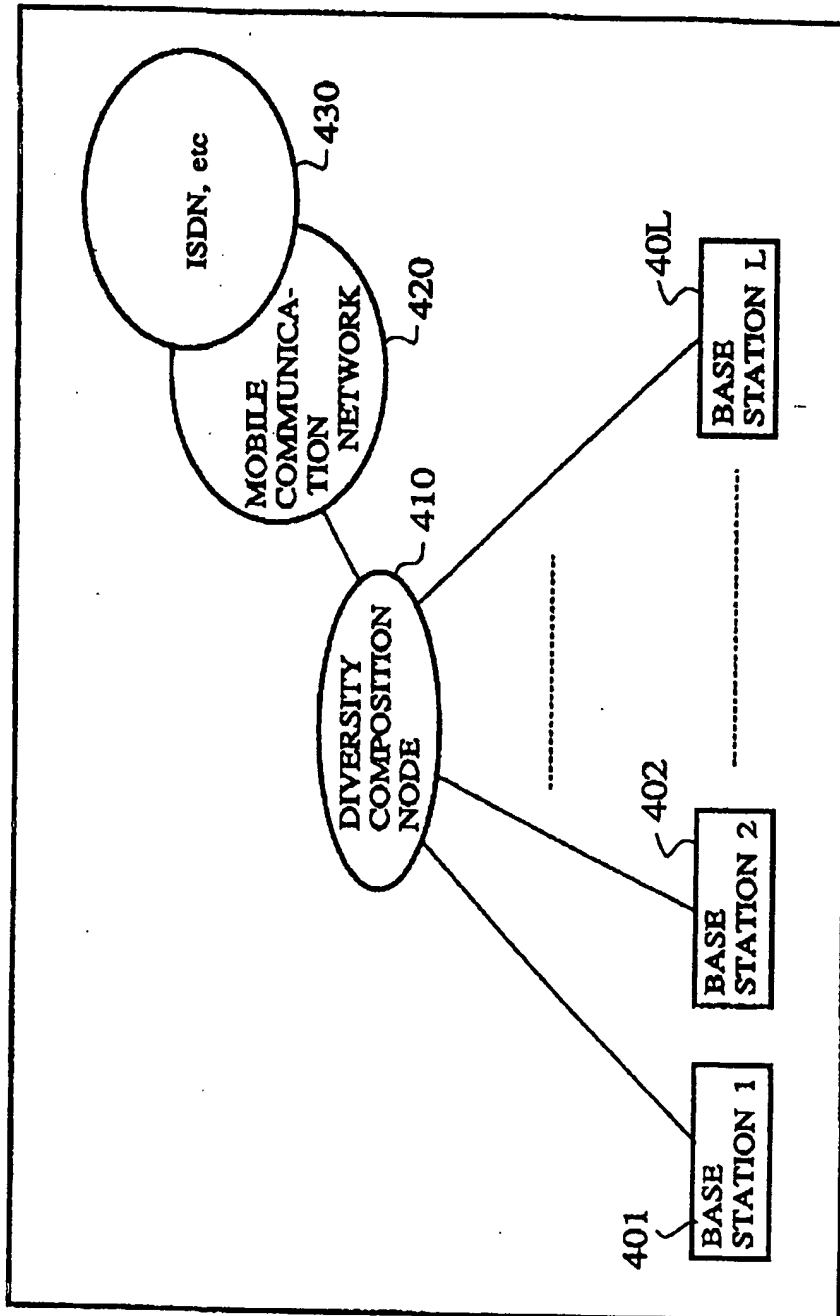 ISDN, etc
430
MOBILE
COMMUNICA-
TION NETWORK
420
DIVERSITY
COMPOSITION
NODE
410
401
BASE
STATION 1
402
BASE
STATION 2
40L
BASE
STATION L